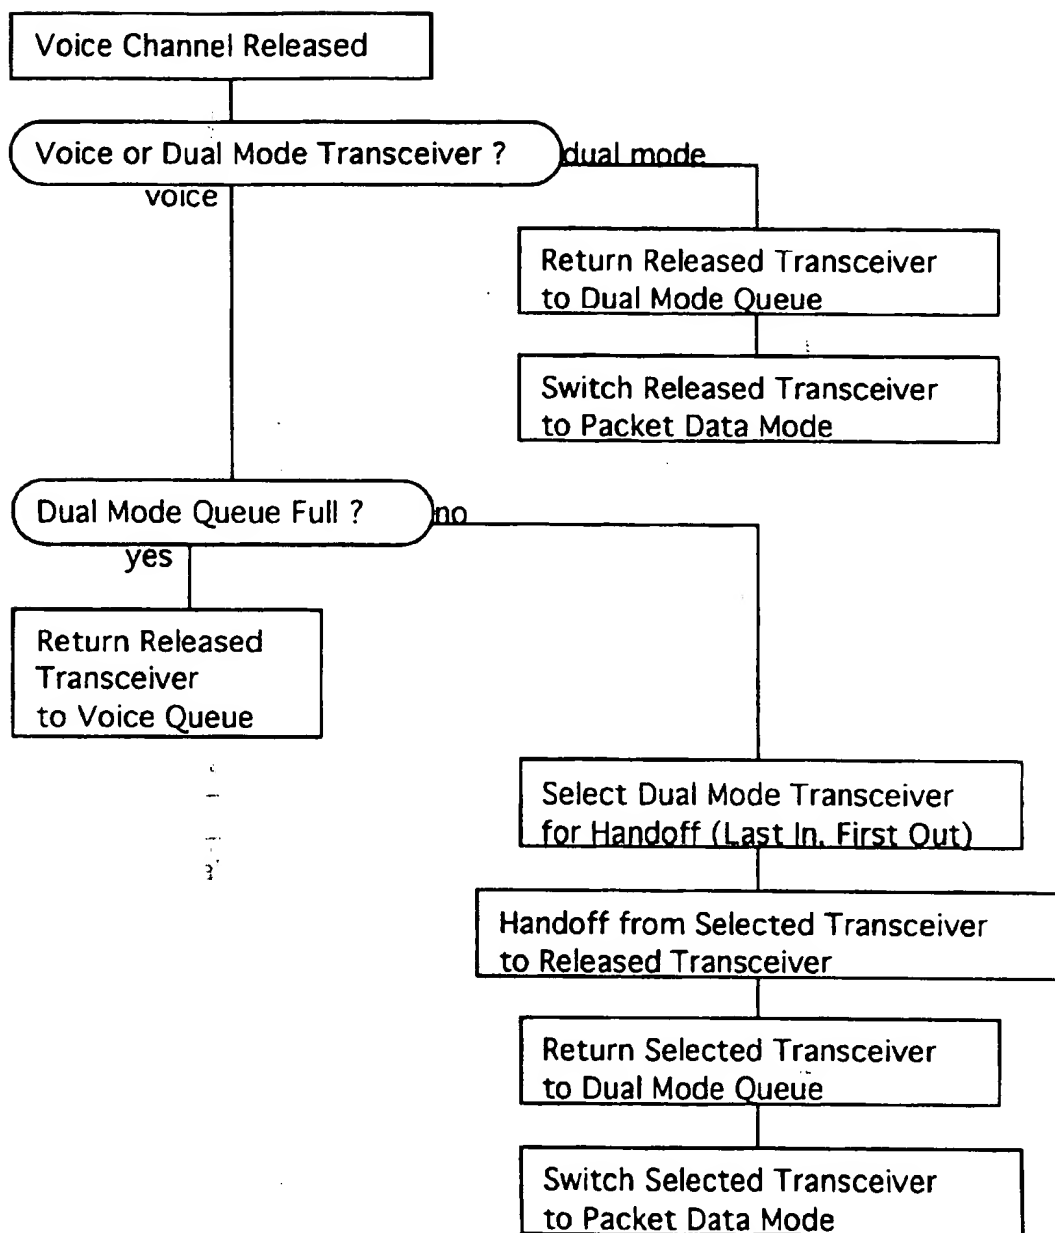 Voice Channel Released
Voice or Dual Mode Transceiver ?
dual mode
voice
Return Released Transceiver
to Dual Mode Queue
Switch Released Transceiver
to Packet Data Mode
Dual Mode Queue Full ?
no
yes
Return Released
Transceiver
to Voice Queue
Select Dual Mode Transceiver
for Handoff (Last In, First Out)
Handoff from Selected Transceiver
to Released Transceiver
Return Selected Transceiver
to Dual Mode Queue
Switch Selected Transceiver
to Packet Data Mode